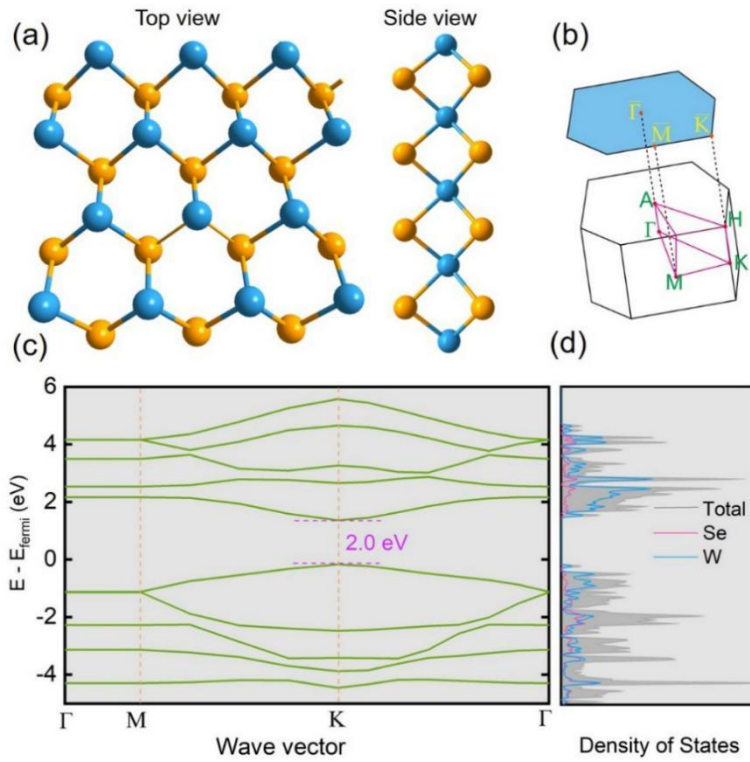 (a) Top view Side view (b)
Γ̅ M̅ K̅
A H
Γ K
M
(c) (d)
6
4
2
0
-2
-4
E - Efermi (eV)
2.0 eV
Γ M K Γ
Wave vector
Total
Se
W
Density of States